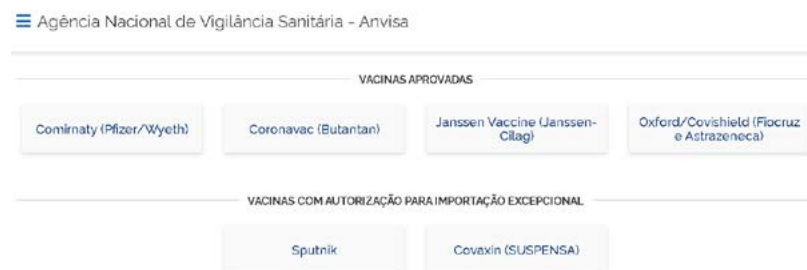 Agência Nacional de Vigilância Sanitária - Anvisa
VACINAS APROVADAS
Comirnaty (Pfizer/Wyeth)
Coronavac (Butantan)
Janssen Vaccine (Janssen-
Cilag)
Oxford/Covishield (Fiocruz
e Astrazeneca)
VACINAS COM AUTORIZAÇÃO PARA IMPORTAÇÃO EXCEPCIONAL
Sputnik
Covaxin (SUSPENSA)